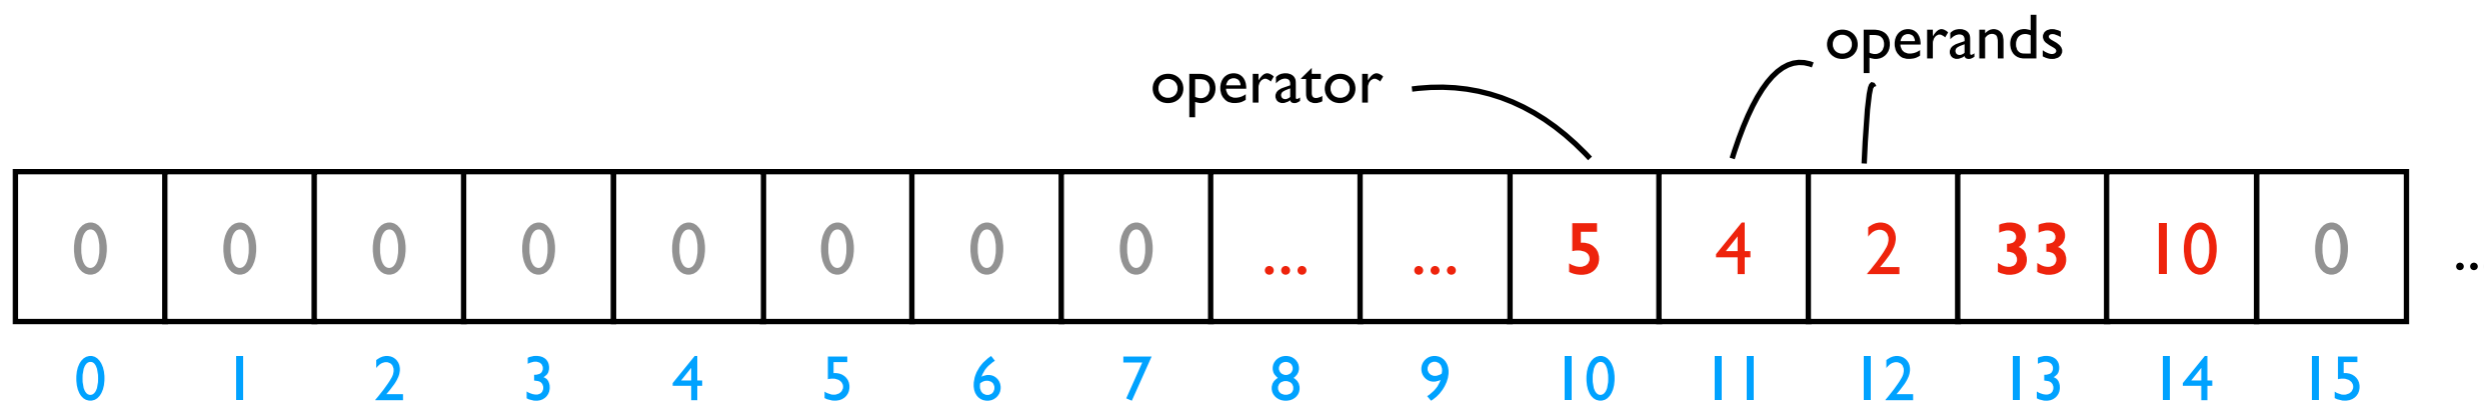 operands
operator
0 0 0 0 0 0 0 0 ... ... 5 4 2 33 10 0 ..
0 1 2 3 4 5 6 7 8 9 10 11 12 13 14 15